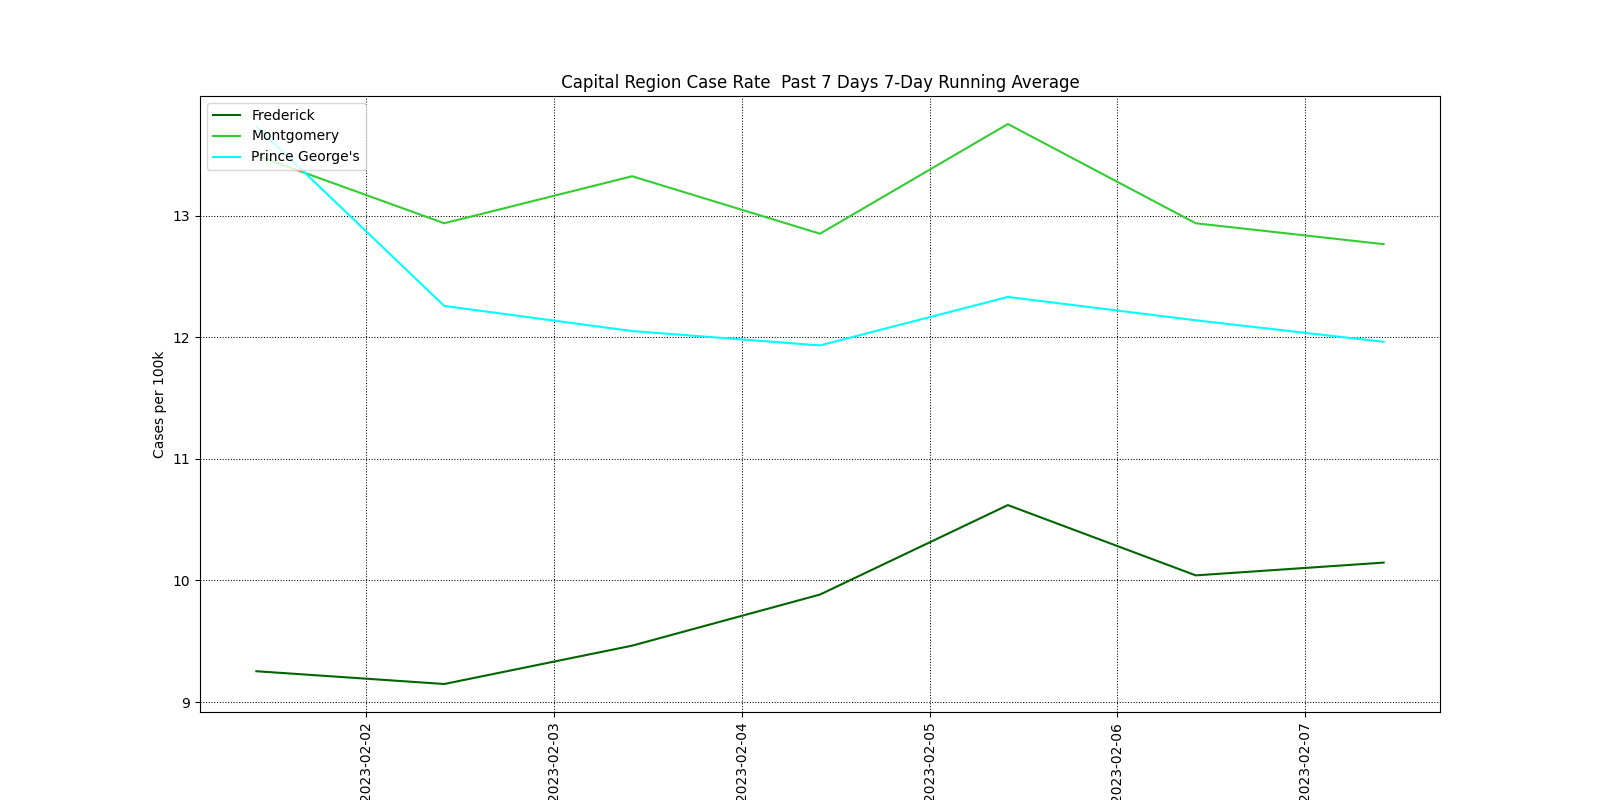 Capital Region Case Rate  Past 7 Days 7-Day Running Average
Frederick
Montgomery
Prince George's
Cases per 100k
13
12
11
10
9
2023-02-02
2023-02-03
2023-02-04
2023-02-05
2023-02-06
2023-02-07